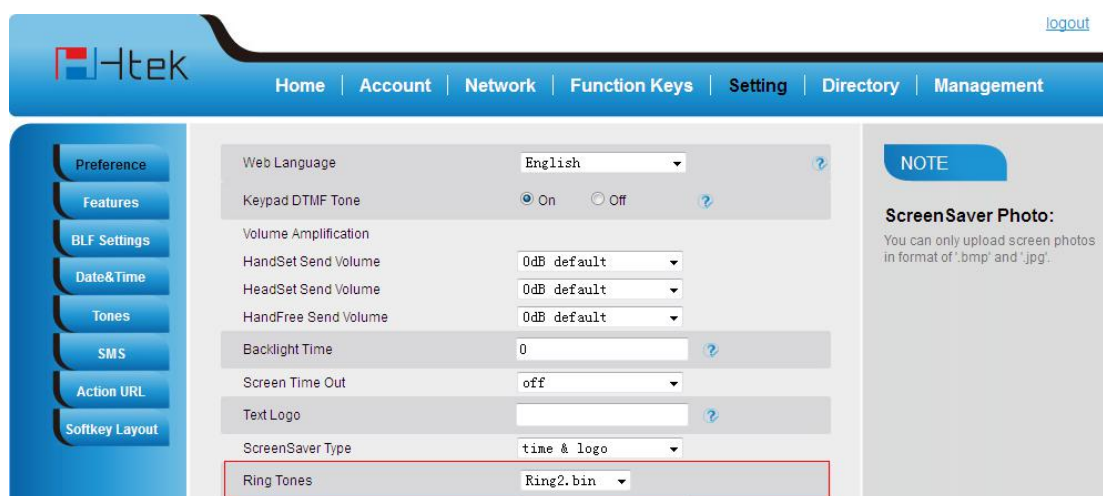 logout
Htek
Home | Account | Network | Function Keys | Setting | Directory | Management
Preference
Features
BLF Settings
Date&Time
Tones
SMS
Action URL
Softkey Layout
Web Language English
Keypad DTMF Tone On Off
Volume Amplification
HandSet Send Volume 0dB default
HeadSet Send Volume 0dB default
HandFree Send Volume 0dB default
Backlight Time 0
Screen Time Out off
Text Logo
ScreenSaver Type time & logo
Ring Tones Ring2.bin
NOTE
ScreenSaver Photo:
You can only upload screen photos
in format of '.bmp' and '.jpg'.